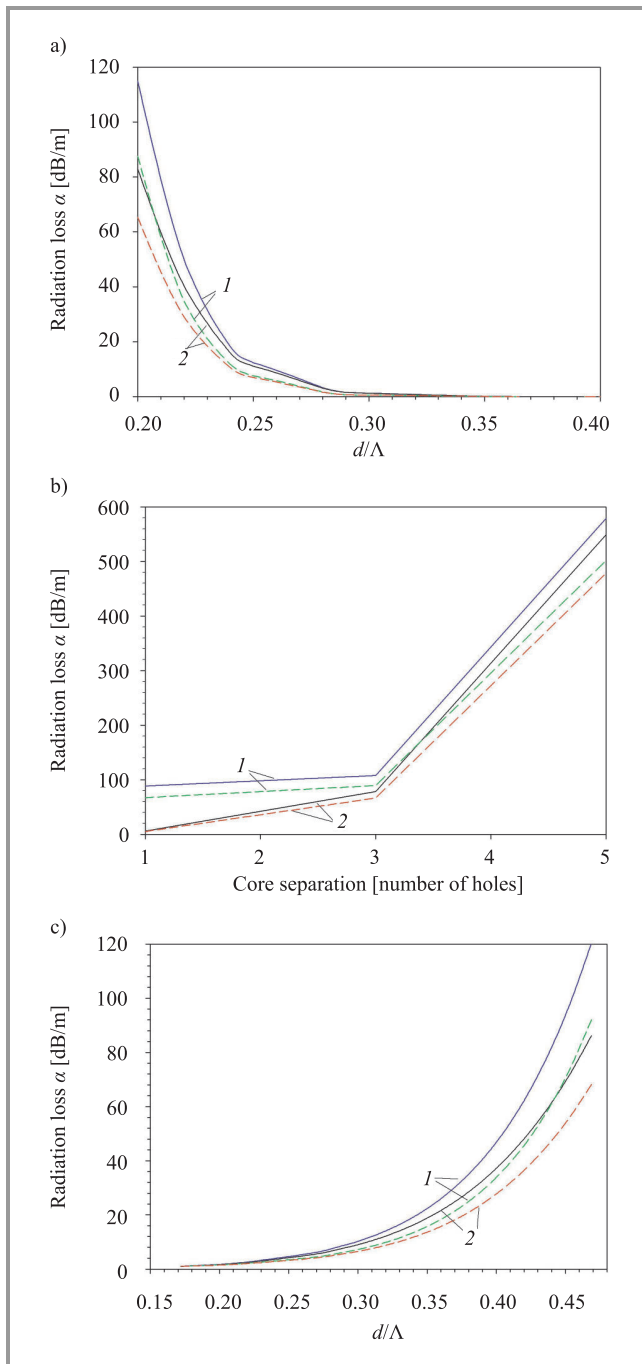 a)
120
100
80
60
40
20
0
Radiation loss α [dB/m]
1
2
0.20 0.25 0.30 0.35 0.40
d/Λ
b)
600
500
400
300
200
100
0
Radiation loss α [dB/m]
1
2
1 2 3 4 5
Core separation [number of holes]
c)
120
100
80
60
40
20
0
Radiation loss α [dB/m]
1
2
0.15 0.20 0.30 0.30 0.35 0.40 0.45
d/Λ